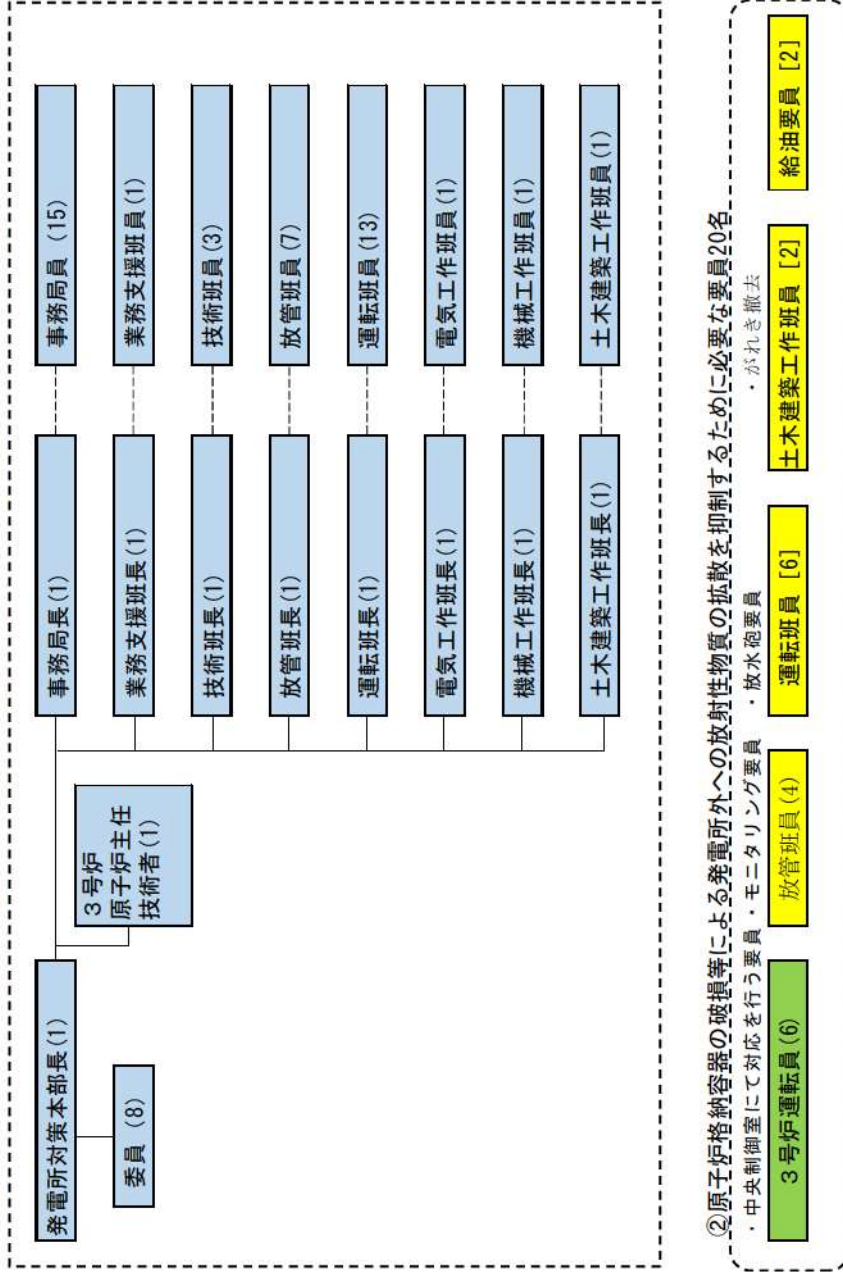 発電所対策本部長(1)
委員 (8)
3号炉
原子炉主任
技術者(1)
事務局長(1)
事務局員 (15)
業務支援班長(1)
業務支援班員(1)
技術班長(1)
技術班員(3)
放管班長(1)
放管班員(7)
運転班長(1)
運転班員(13)
電気工作班長(1)
電気工作班員(1)
機械工作班長(1)
機械工作班員(1)
土木建築工作班長(1)
土木建築工作班員(1)
②原子炉格納容器の破損等による発電所外への放射性物質の拡散を抑制するために必要な要員20名
・中央制御室にて対応を行う要員
・モニタリング要員
・放水砲要員
・がれき撤去
3号炉運転員(6)
放管班員(4)
運転班員 [6]
土木建築工作班員 [2]
給油要員 [2]